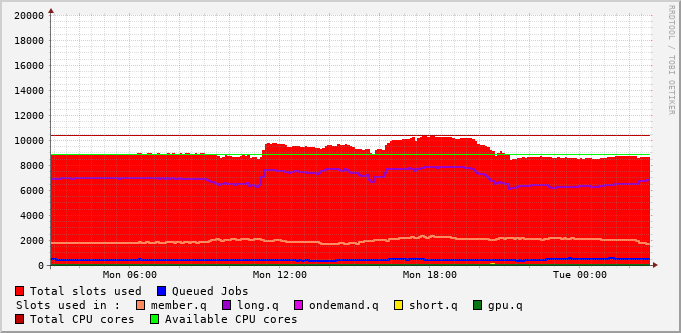 20000
18000
16000
14000
12000
10000
8000
6000
4000
2000
0
Mon 06:00 Mon 12:00 Mon 18:00 Tue 00:00
RRDTOOL / TOBI OETIKER
Total slots used Queued Jobs
Slots used in : member.q long.q ondemand.q short.q gpu.q
Total CPU cores Available CPU cores